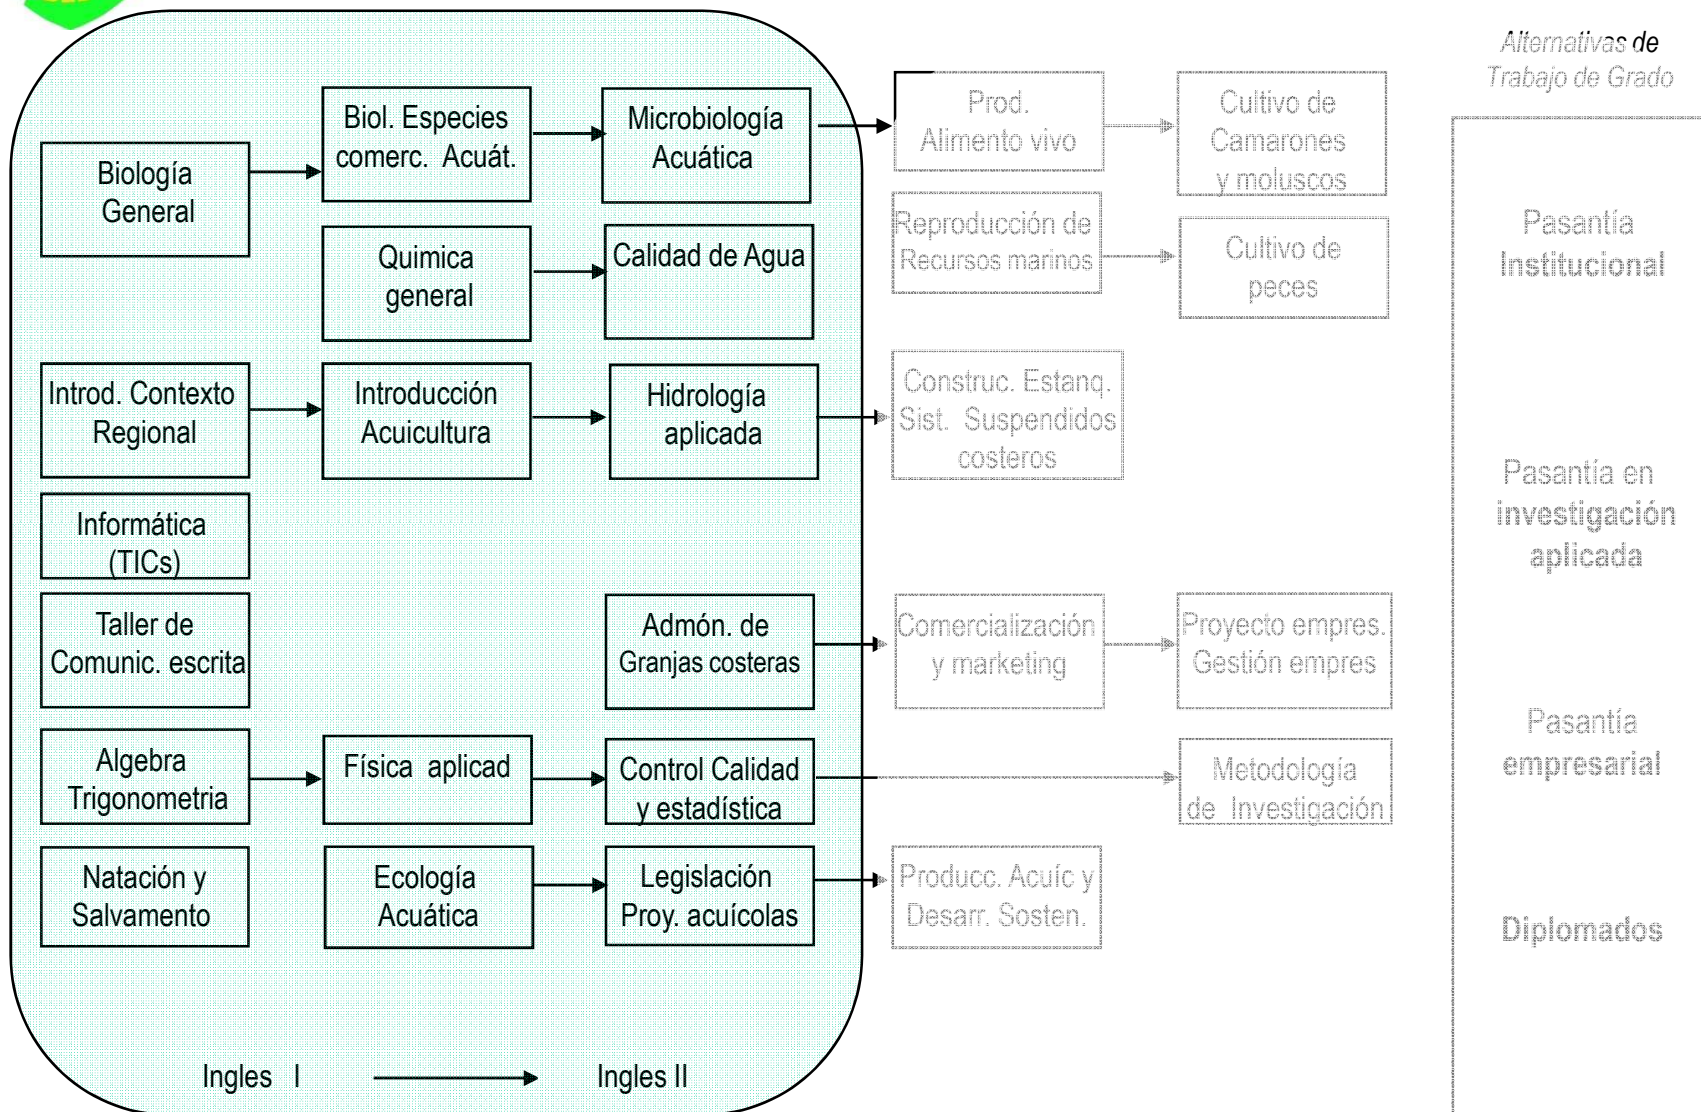 Alternativas de
Trabajo de Grado
Biología
General
Biol. Especies
comerc. Acuát.
Microbiología
Acuática
Prod.
Alimento vivo
Cultivo de
Camarones
y moluscos
Quimica
general
Calidad de Agua
Reproducción de
Recursos marinos
Cultivo de
peces
Pasantía
Institucional
Introd. Contexto
Regional
Introducción
Acuicultura
Hidrología
aplicada
Construc. Estanq.
Sist. Suspendidos
costeros
Informática
(TICs)
Pasantía en
investigación
aplicada
Taller de
Comunic. escrita
Admón. de
Granjas costeras
Comercialización
y marketing
Proyecto empres.
Gestión empres
Algebra
Trigonometria
Física aplicad
Control Calidad
y estadística
Metodología
de Investigación
Pasantía
empresarial
Natación y
Salvamento
Ecología
Acuática
Legislación
Proy. acuícolas
Producc. Acuíc y
Desarr. Sosten.
Diplomados
Ingles I
Ingles II